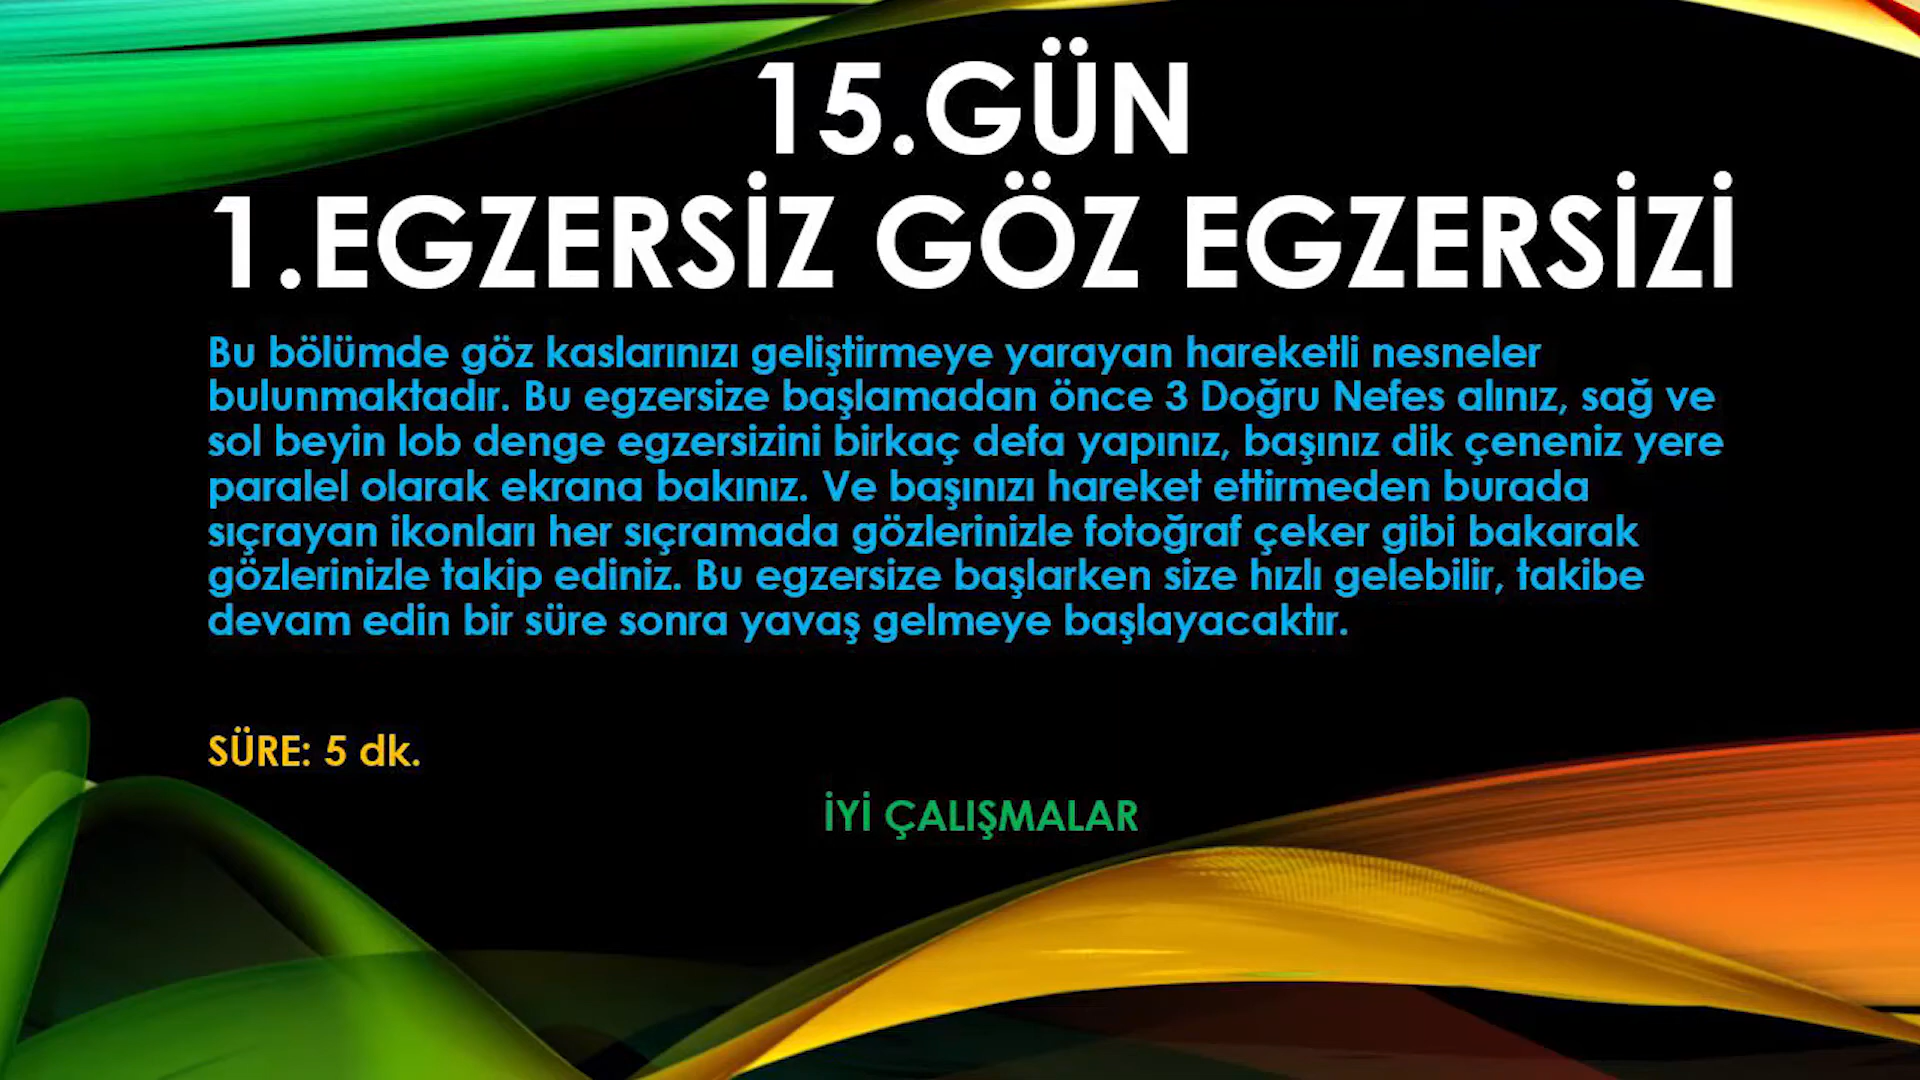 15.GÜN
1.EGZERSİZ GÖZ EGZERSİZİ
Bu bölümde göz kaslarınızı geliştirmeye yarayan hareketli nesneler
bulunmaktadır. Bu egzersize başlamadan önce 3 Doğru Nefes alınız, sağ ve
sol beyin lob denge egzersizini birkaç defa yapınız, başınız dik çeneniz yere
paralel olarak ekrana bakınız. Ve başınızı hareket ettirmeden burada
sıçrayan ikonları her sıçramada gözlerinizle fotoğraf çeker gibi bakarak
gözlerinizle takip ediniz. Bu egzersize başlarken size hızlı gelebilir, takibe
devam edin bir süre sonra yavaş gelmeye başlayacaktır.
SÜRE: 5 dk.
İYİ ÇALIŞMALAR